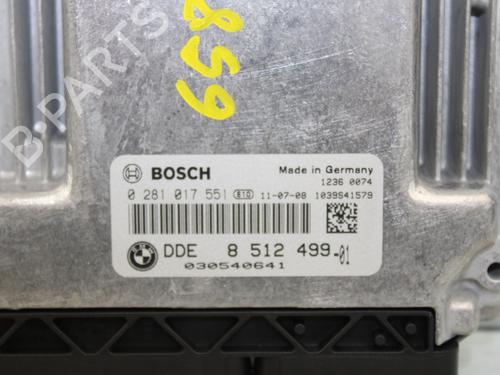 859
B-PARTS
BOSCH
Made in Germany
1236 0074
0 281 017 551 810 11-07-08 1039S41579
DDE 8 512 499-01
030540641